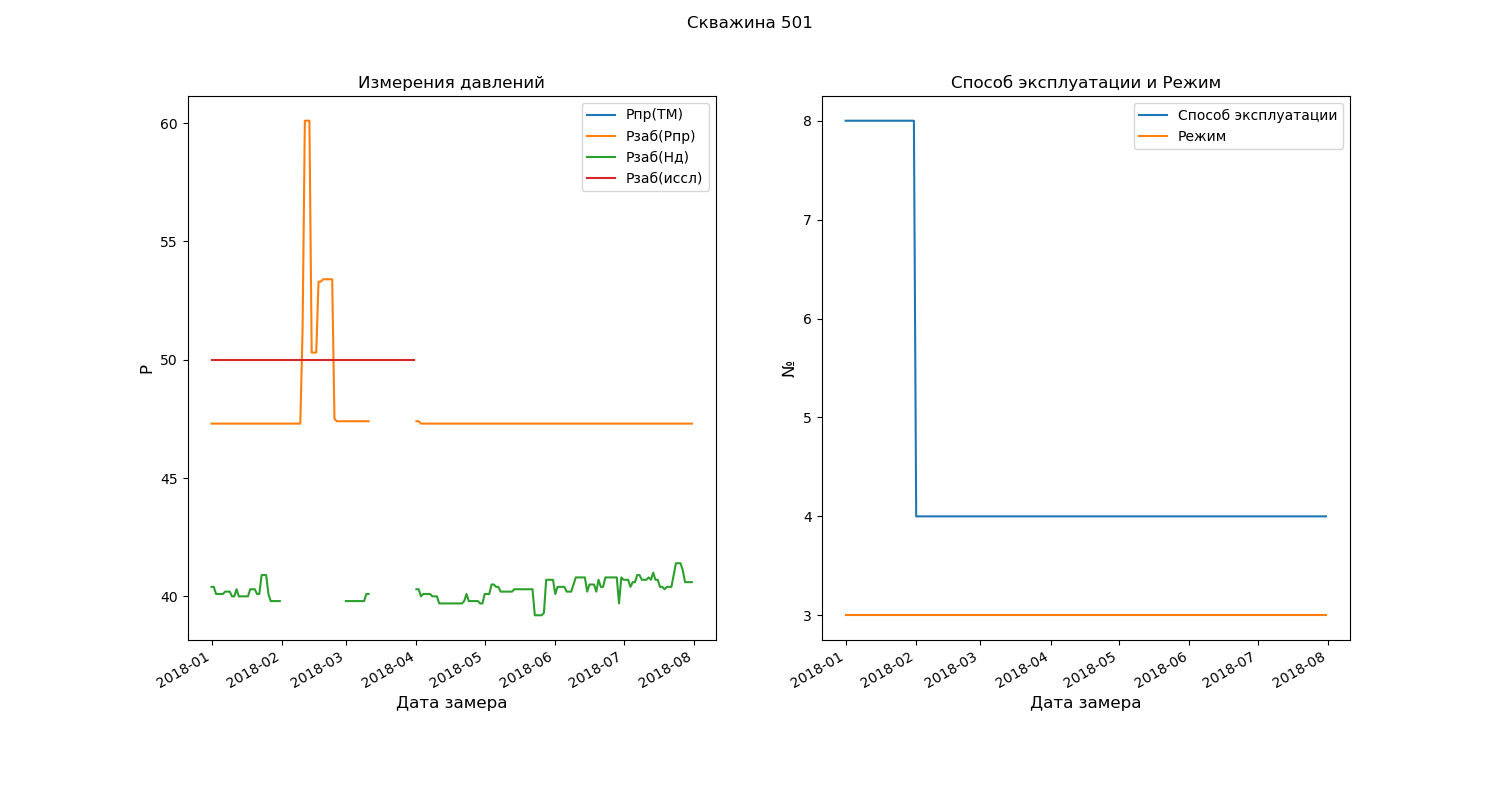 Скважина 501
Измерения давлений
60
55
50
45
40
P
Рпр(ТМ)
Рзаб(Рпр)
Рзаб(Нд)
Рзаб(иссл)
2018-01
2018-02
2018-03
2018-04
2018-05
2018-06
2018-07
2018-08
Дата замера
Способ эксплуатации и Режим
8
7
6
5
4
3
№
Способ эксплуатации
Режим
2018-01
2018-02
2018-03
2018-04
2018-05
2018-06
2018-07
2018-08
Дата замера